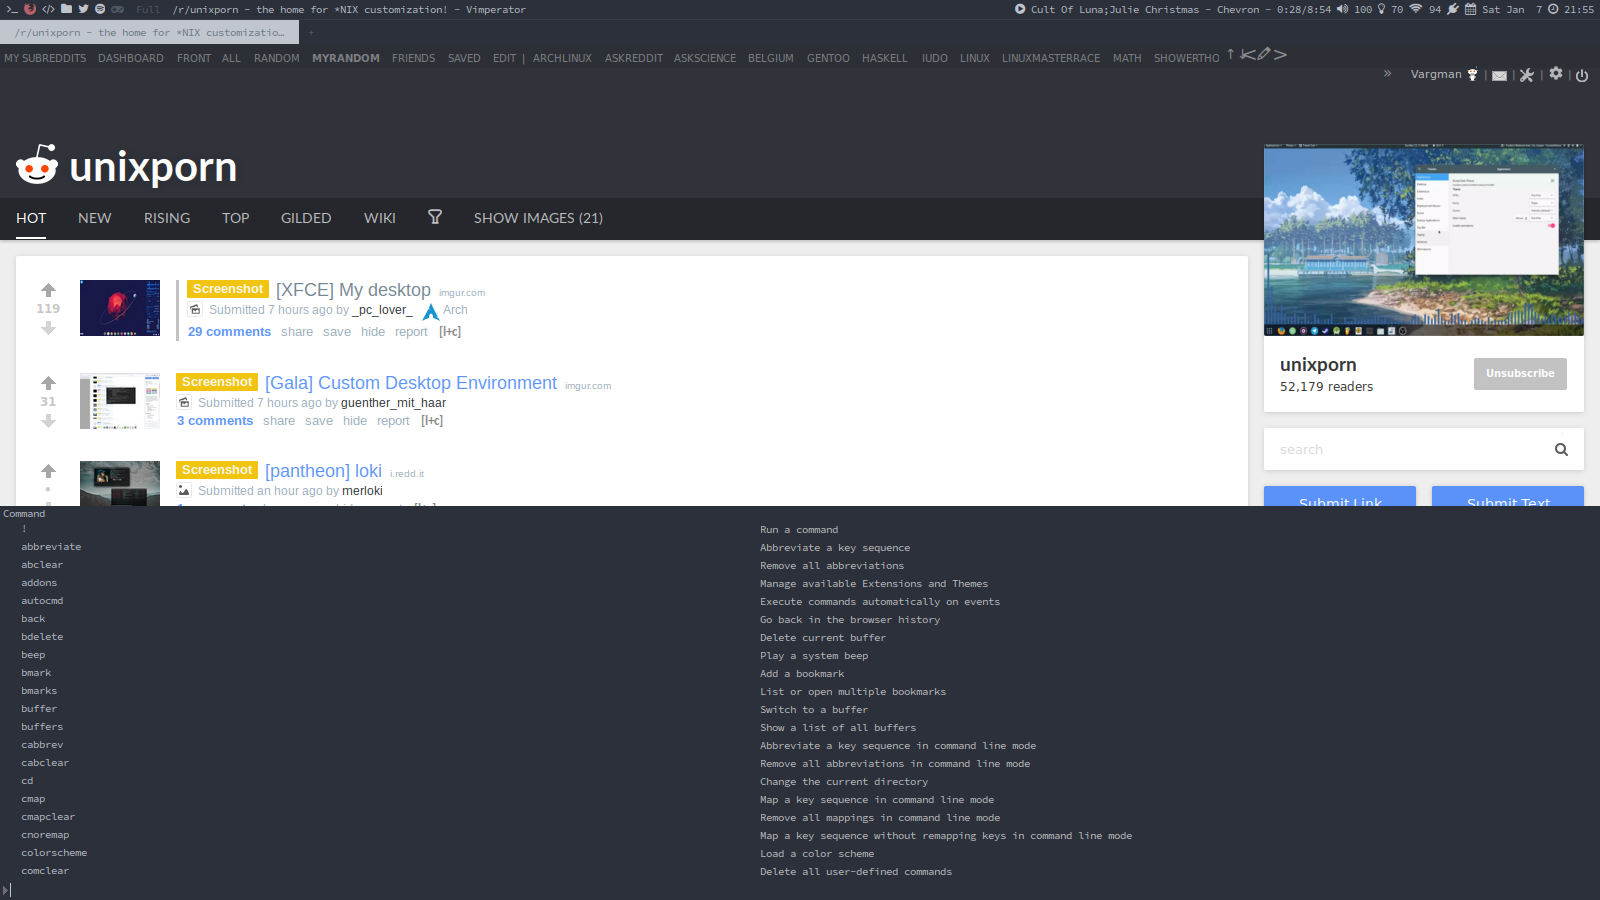 >_ </> Full /r/unixporn - the home for *NIX customization! - Vimperator Cult Of Luna;Julie Christmas - Chevron - 0:28/8:54 100 70 94 Sat Jan 7 21:55
/r/unixporn - the home for *NIX customizatio… +
MY SUBREDDITS DASHBOARD FRONT ALL RANDOM MYRANDOM FRIENDS SAVED EDIT | ARCHLINUX ASKREDDIT ASKSCIENCE BELGIUM GENTOO HASKELL IUDO LINUX LINUXMASTERRACE MATH SHOWERTHO
» Vargman | | | |
unixporn
HOT NEW RISING TOP GILDED WIKI SHOW IMAGES (21)
119
Screenshot [XFCE] My desktop imgur.com
Submitted 7 hours ago by _pc_lover_ Arch
29 comments share save hide report [l+c]
31
Screenshot [Gala] Custom Desktop Environment imgur.com
Submitted 7 hours ago by guenther_mit_haar
3 comments share save hide report [l+c]
•
Screenshot [pantheon] loki i.redd.it
Submitted an hour ago by merloki
unixporn
52,179 readers
Unsubscribe
search
Submit Link Submit Text
Command
! Run a command
abbreviate Abbreviate a key sequence
abclear Remove all abbreviations
addons Manage available Extensions and Themes
autocmd Execute commands automatically on events
back Go back in the browser history
bdelete Delete current buffer
beep Play a system beep
bmark Add a bookmark
bmarks List or open multiple bookmarks
buffer Switch to a buffer
buffers Show a list of all buffers
cabbrev Abbreviate a key sequence in command line mode
cabclear Remove all abbreviations in command line mode
cd Change the current directory
cmap Map a key sequence in command line mode
cmapclear Remove all mappings in command line mode
cnoremap Map a key sequence without remapping keys in command line mode
colorscheme Load a color scheme
comclear Delete all user-defined commands